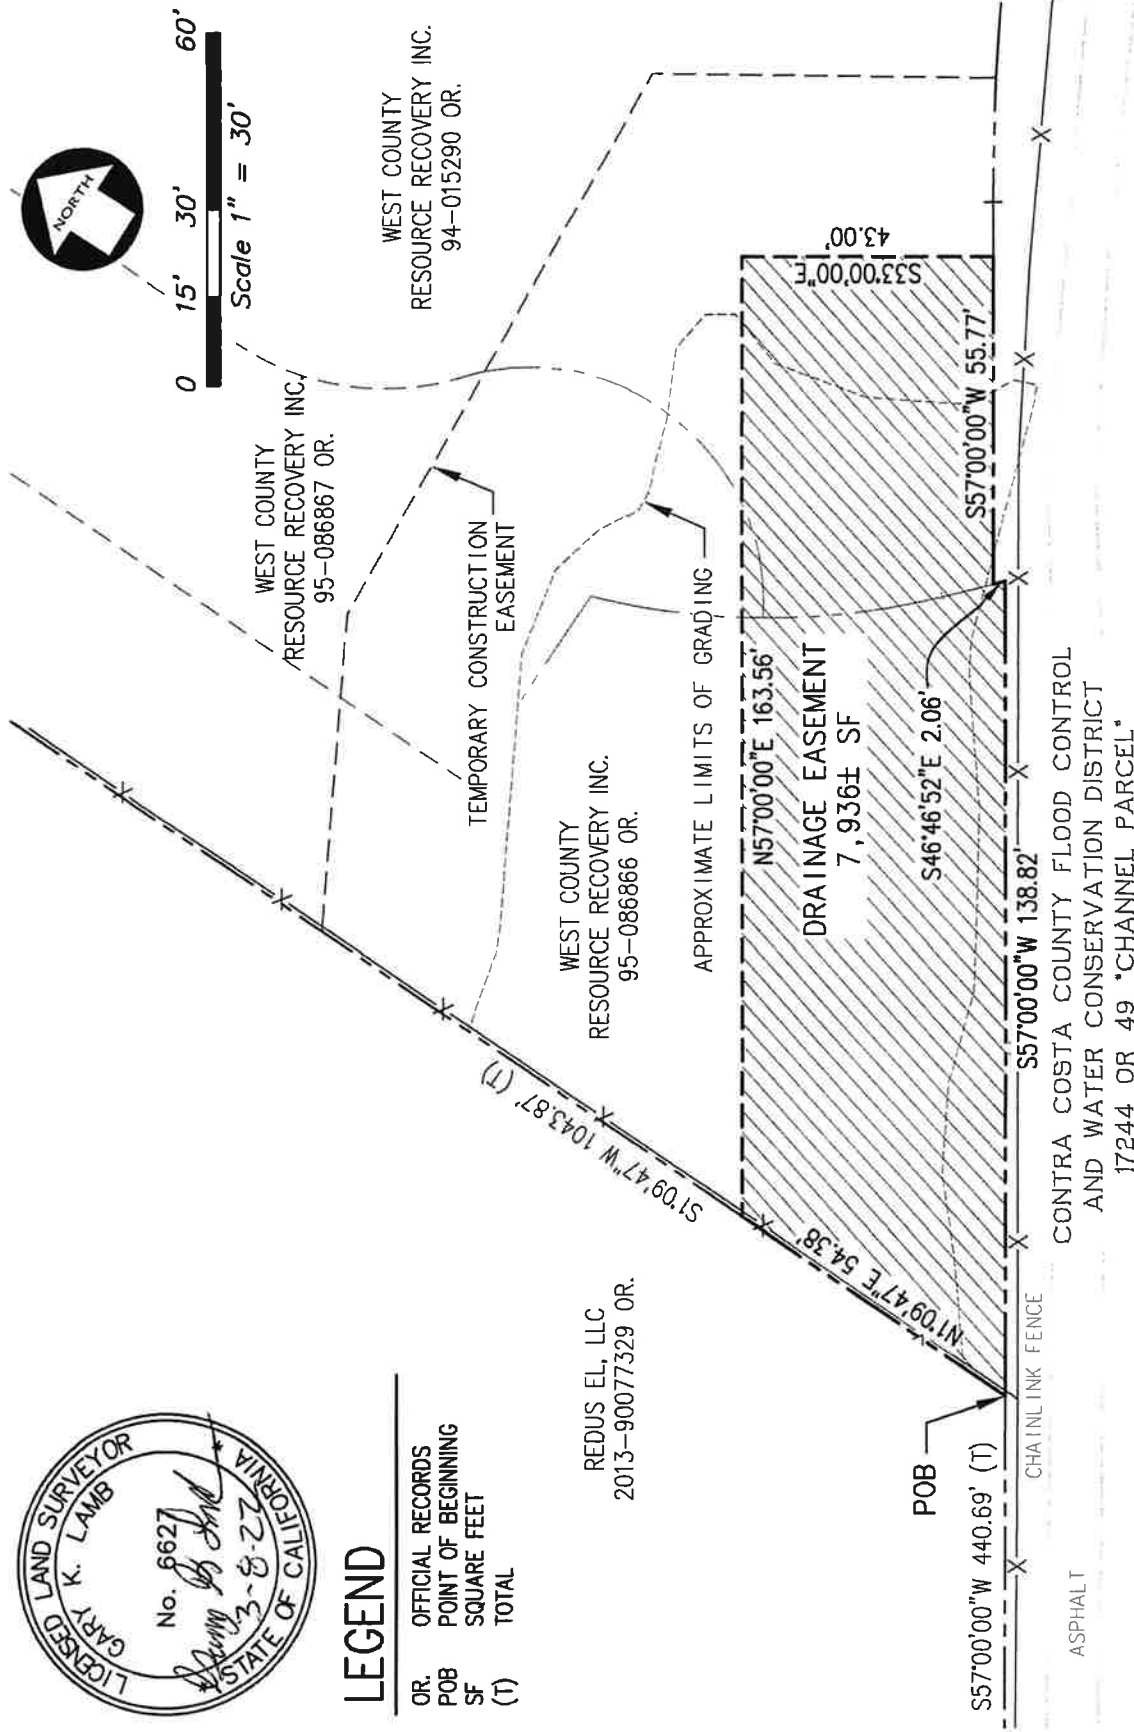 LICENSED LAND SURVEYOR
GARY K. LAMB
No. 6627
3-8-22
STATE OF CALIFORNIA
LEGEND
OR. OFFICIAL RECORDS
POB POINT OF BEGINNING
SF SQUARE FEET
(T) TOTAL
NORTH
0 15' 30' 60'
Scale 1" = 30'
WEST COUNTY
RESOURCE RECOVERY INC.
95-086867 OR.
WEST COUNTY
RESOURCE RECOVERY INC.
94-015290 OR.
TEMPORARY CONSTRUCTION
EASEMENT
WEST COUNTY
RESOURCE RECOVERY INC.
95-086866 OR.
APPROXIMATE LIMITS OF GRADING
S1°09'47"W 1043.87' (T)
REDUS EL, LLC
2013-90077329 OR.
N1°09'47"E 54.38'
N57°00'00"E 163.56'
DRAINAGE EASEMENT
7,936± SF
S33°00'00"E
43.00'
S57°00'00"W 55.77'
S46°46'52"E 2.06'
S57°00'00"W 138.82'
POB
S57°00'00"W 440.69' (T)
CHAINLINK FENCE
ASPHALT
CONTRA COSTA COUNTY FLOOD CONTROL
AND WATER CONSERVATION DISTRICT
17244 OR 49 "CHANNEL PARCEL"